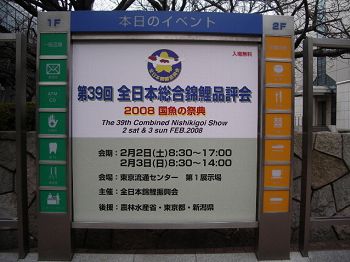 1F
本日のイベント
2F
入場無料
第39回 全日本総合錦鯉品評会
2008 国魚の祭典
The 39th Combined Nishikigoi Show
2 sat & 3 sun FEB.2008
会期：2月2日(土)8:30～17:00
2月3日(日)8:30～14:00
会場：東京流通センター 第1展示場
主催：全日本錦鯉振興会
後援：農林水産省・東京都・新潟県
ATM
CD